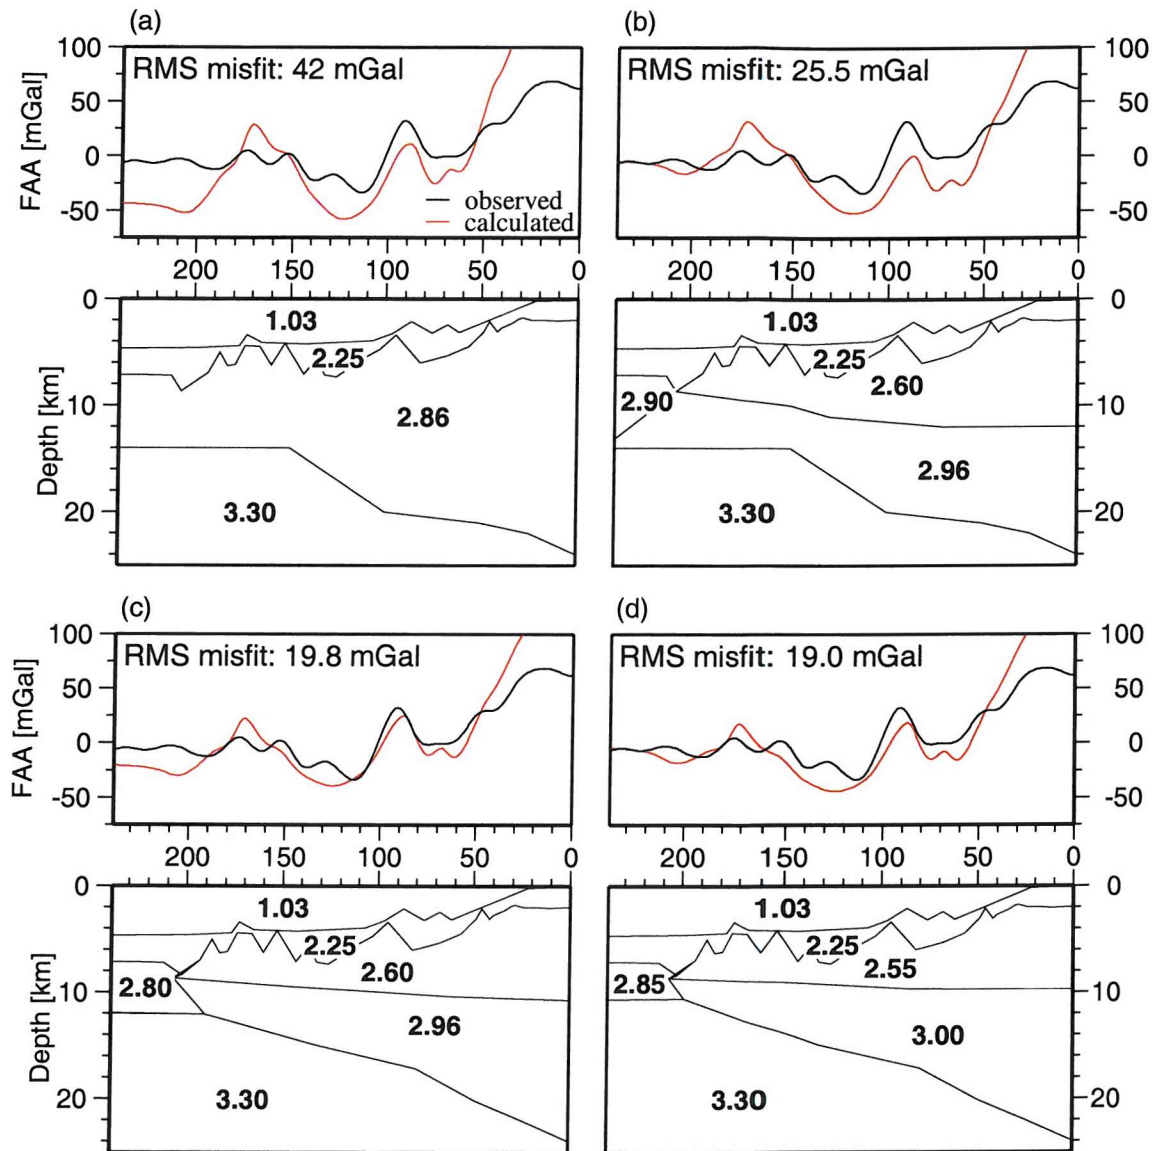 (a) (b)
100 100
RMS misfit: 42 mGal RMS misfit: 25.5 mGal
FAA [mGal]
50 50
0 0
-50 -50
observed
calculated
200 150 100 50 0 200 150 100 50 0
0 0
1.03 1.03
2.25 2.25
2.60
2.90
Depth [km]
10 10
2.86
2.96
20 20
3.30 3.30
(c) (d)
100 100
RMS misfit: 19.8 mGal RMS misfit: 19.0 mGal
FAA [mGal]
50 50
0 0
-50 -50
200 150 100 50 0 200 150 100 50 0
0 0
1.03 1.03
2.25 2.25
2.60 2.55
2.80 2.85
Depth [km]
10 10
2.96 3.00
20 20
3.30 3.30